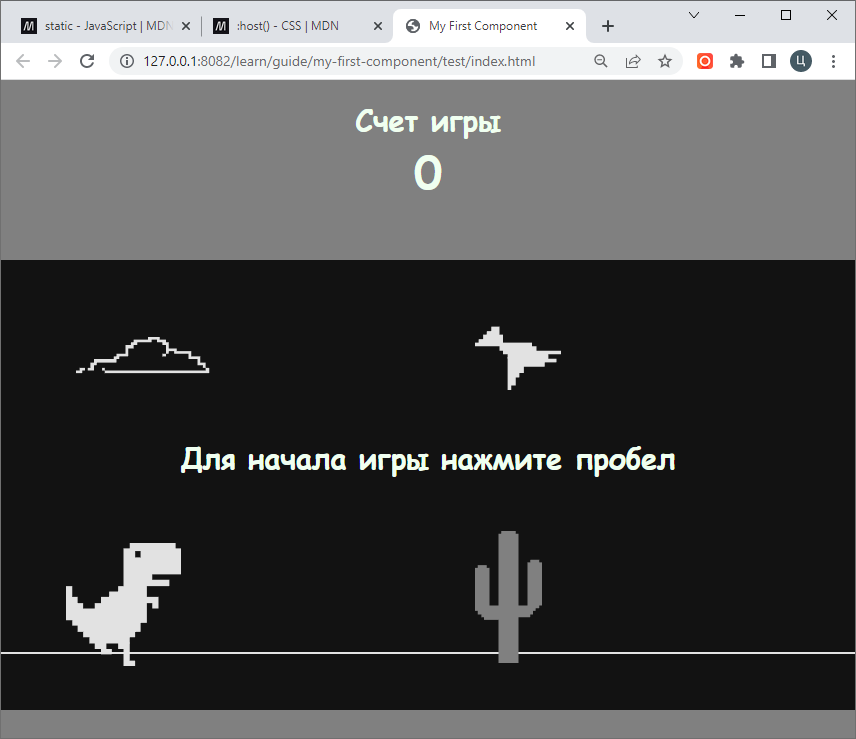 static - JavaScript | MDN
:host() - CSS | MDN
My First Component
127.0.0.1:8082/learn/guide/my-first-component/test/index.html
Ц
Счет игры
0
Для начала игры нажмите пробел